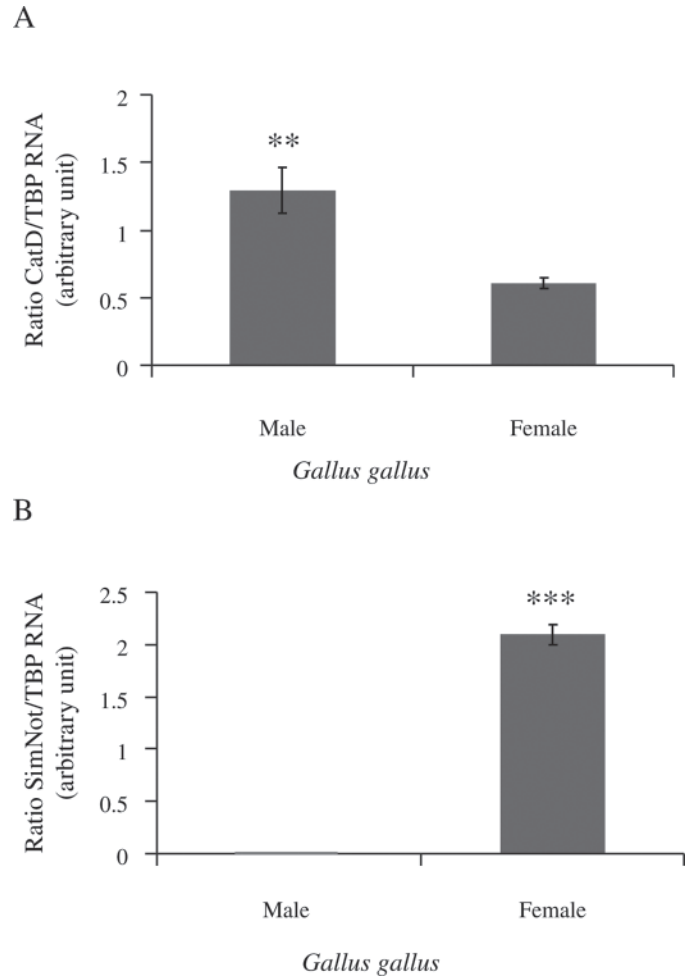 A
Ratio CatD/TBP RNA
(arbitrary unit)
2
1.5
1
0.5
0
**
Male
Female
Gallus gallus
B
Ratio SimNot/TBP RNA
(arbitrary unit)
2.5
2
1.5
1
0.5
0
***
Male
Female
Gallus gallus